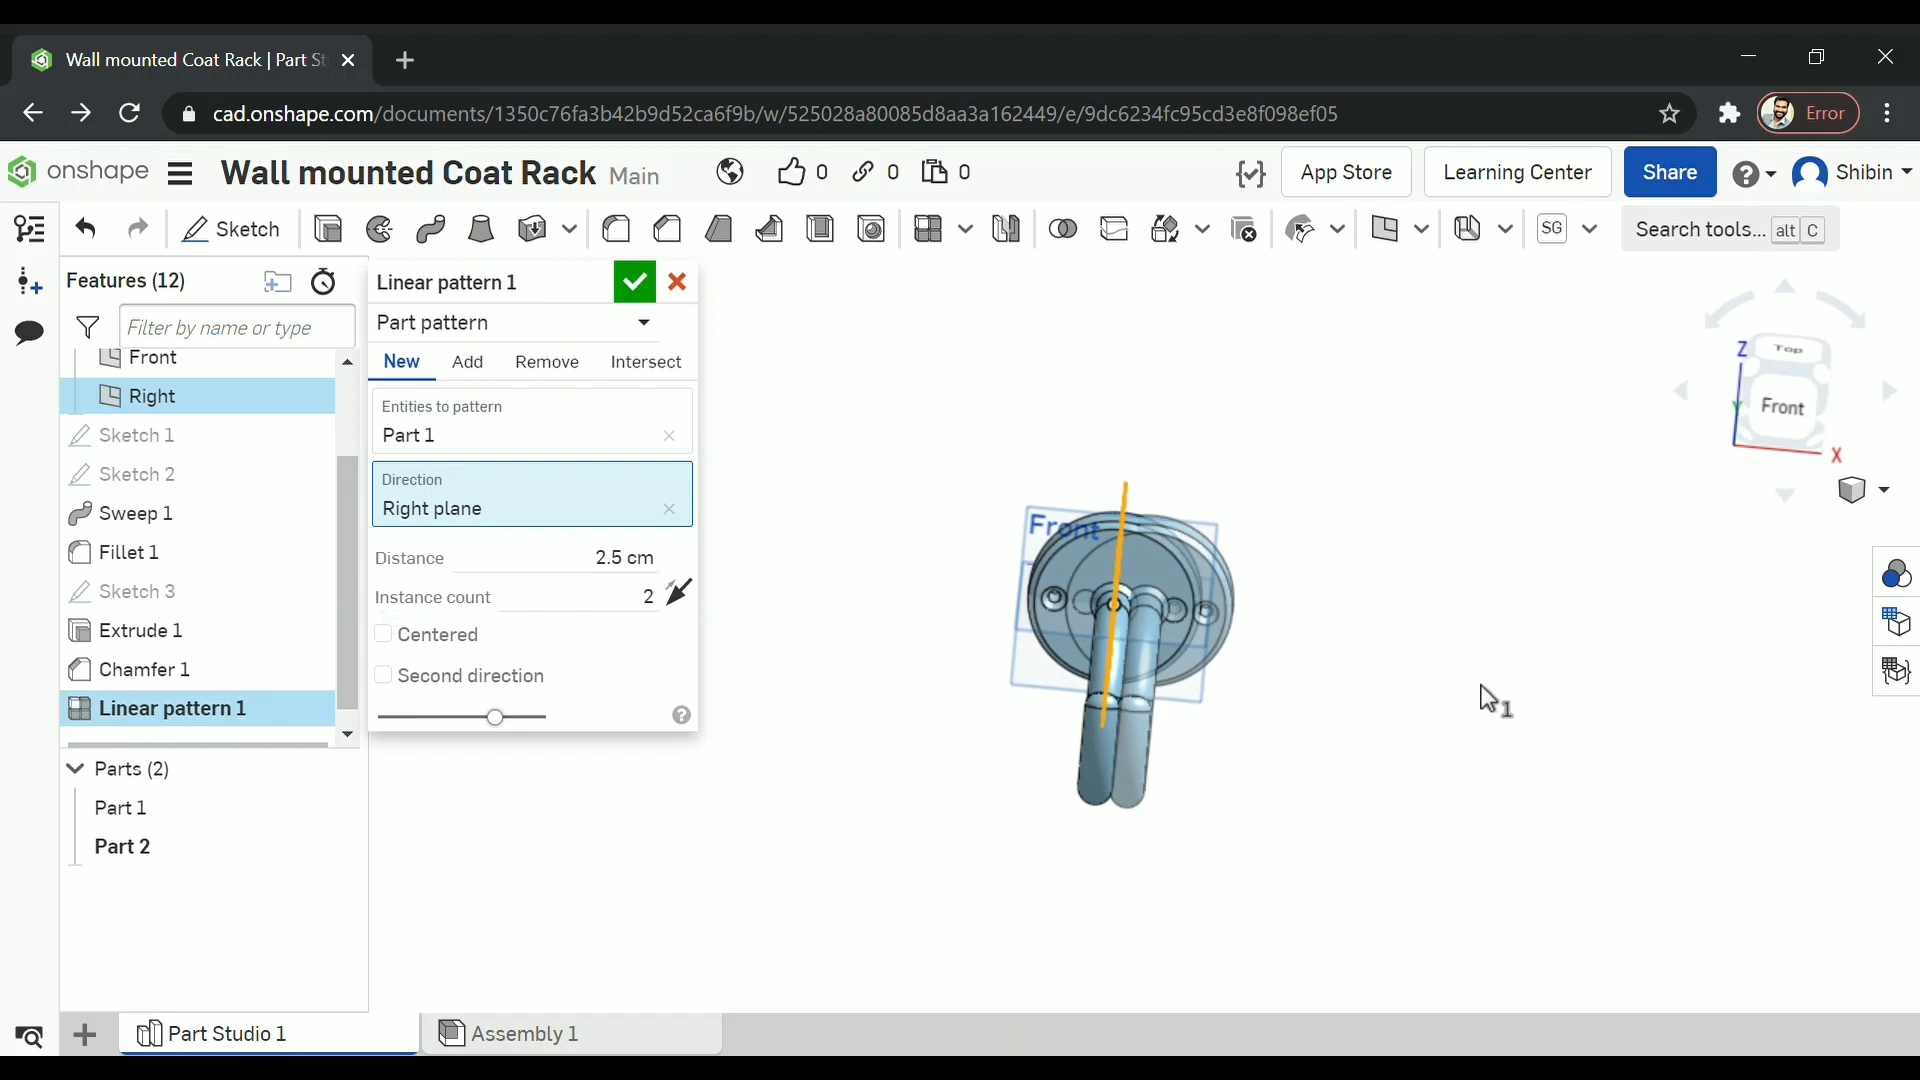 Wall mounted Coat Rack | Part St
cad.onshape.com/documents/1350c76fa3b42b9d52ca6f9b/w/525028a80085d8aa3a162449/e/9dc6234fc95cd3e8f098ef05
Error
onshape
Wall mounted Coat Rack Main
0
0
0
App Store
Learning Center
Share
Shibin
Sketch
SG
Search tools... alt C
Features (12)
Filter by name or type
Front
Right
Sketch 1
Sketch 2
Sweep 1
Fillet 1
Sketch 3
Extrude 1
Chamfer 1
Linear pattern 1
Parts (2)
Part 1
Part 2
Linear pattern 1
Part pattern
New Add Remove Intersect
Entities to pattern
Part 1
Direction
Right plane
Distance 2.5 cm
Instance count 2
Centered
Second direction
Front
1
Z
Top
Front
Y
X
Part Studio 1
Assembly 1